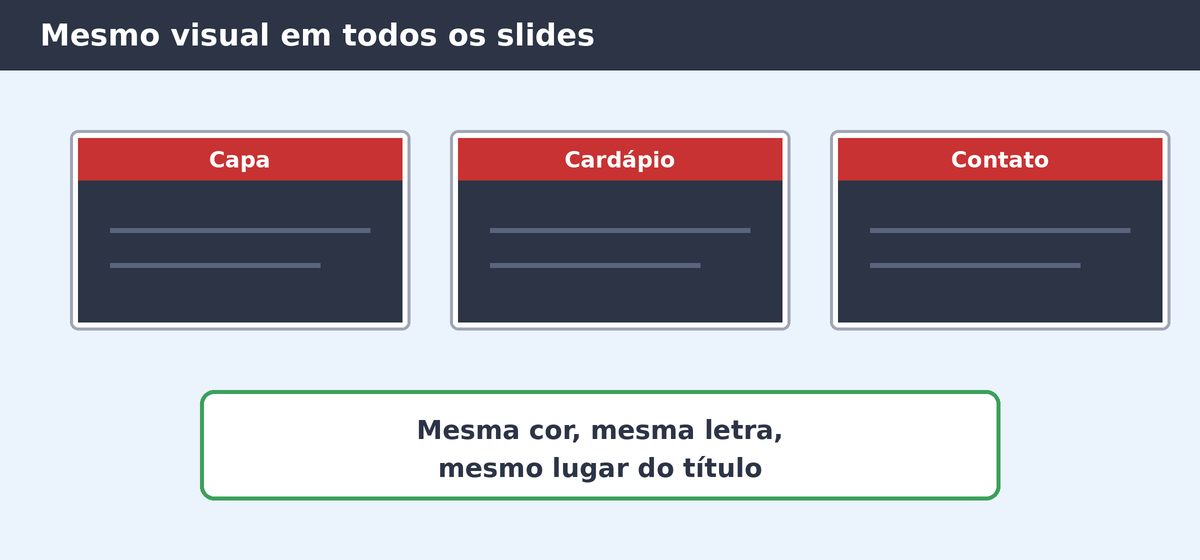 Mesmo visual em todos os slides
Capa
Cardápio
Contato
Mesma cor, mesma letra,
mesmo lugar do título